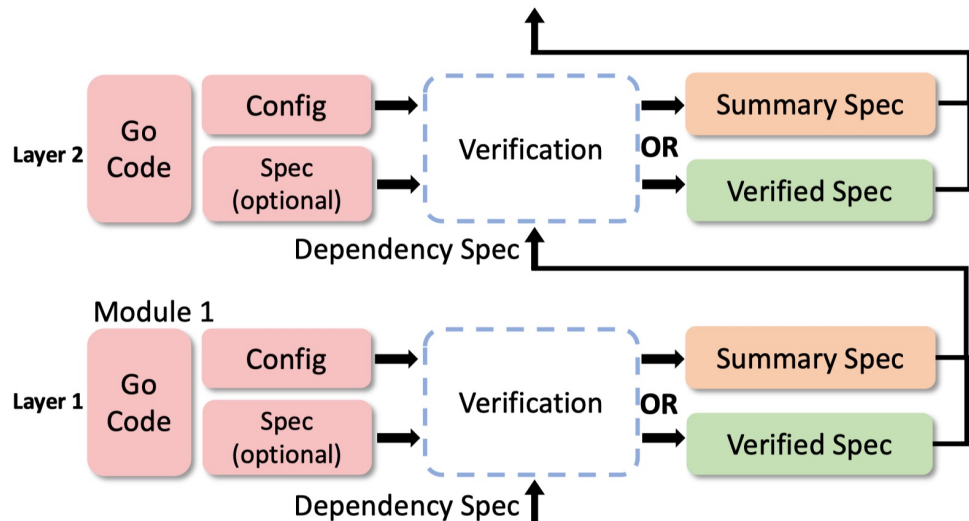 Layer 2
Go
Code
Config
Spec
(optional)
Verification
OR
Summary Spec
Verified Spec
Dependency Spec
Module 1
Layer 1
Go
Code
Config
Spec
(optional)
Verification
OR
Summary Spec
Verified Spec
Dependency Spec